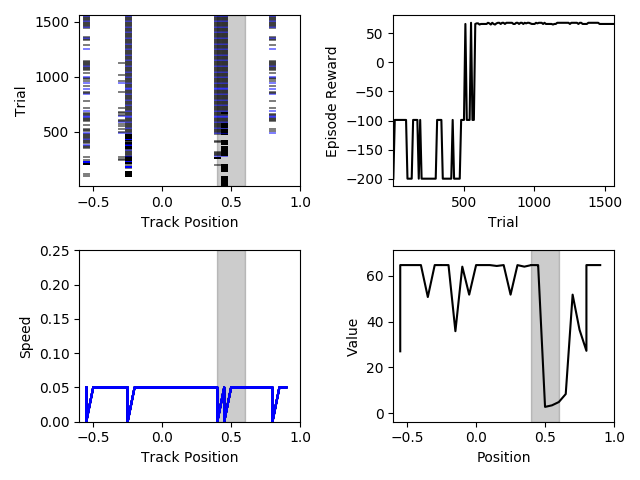 1500
1000
500
Trial
−0.5 0.0 0.5 1.0
Track Position
50
0
−50
−100
−150
−200
Episode Reward
500 1000 1500
Trial
0.25
0.20
0.15
0.10
0.05
0.00
Speed
−0.5 0.0 0.5 1.0
Track Position
60
40
20
0
Value
−0.5 0.0 0.5 1.0
Position